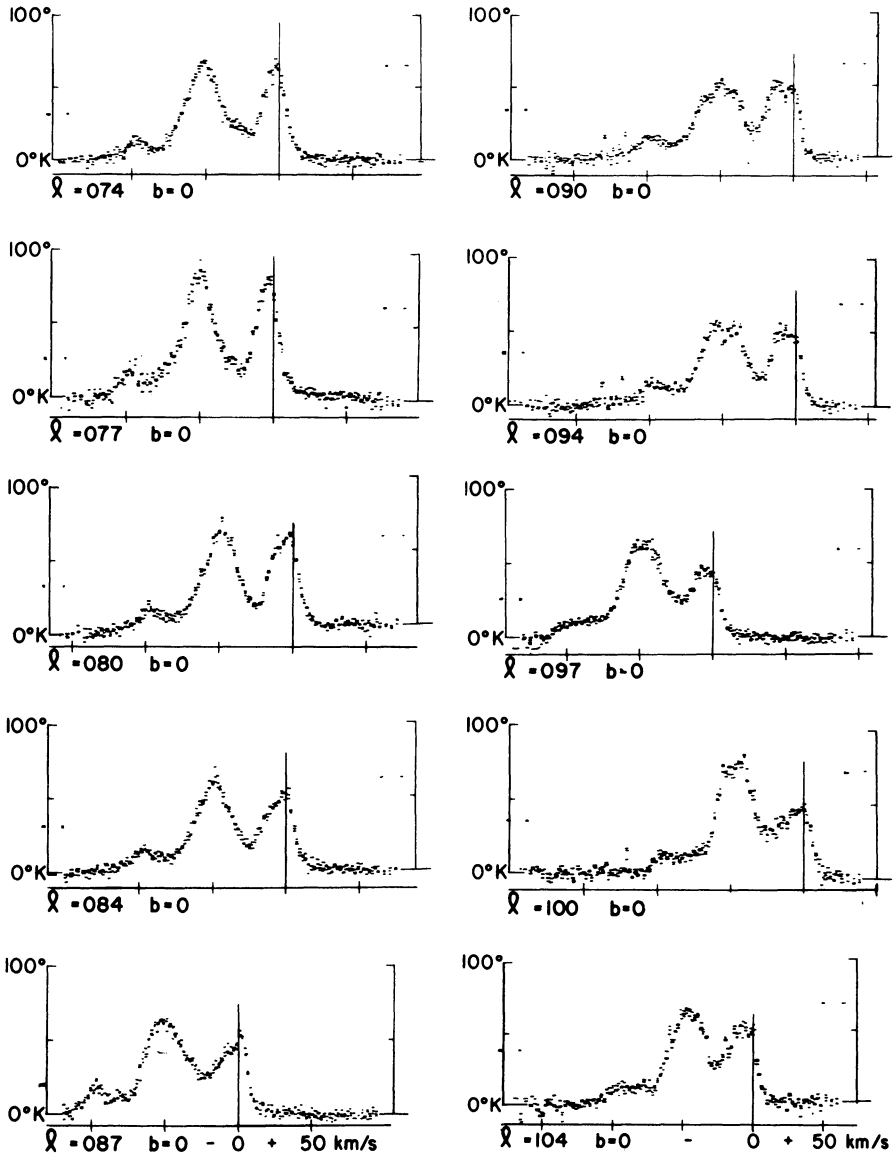 100°
0°K
ℓ = 074 b = 0
100°
0°K
ℓ = 077 b = 0
100°
0°K
ℓ = 080 b = 0
100°
0°K
ℓ = 084 b = 0
100°
0°K
ℓ = 087 b = 0 - 0 + 50 km/s
100°
0°K
ℓ = 090 b = 0
100°
0°K
ℓ = 094 b = 0
100°
0°K
ℓ = 097 b = 0
100°
0°K
ℓ = 100 b = 0
100°
0°K
ℓ = 104 b = 0 - 0 + 50 km/s